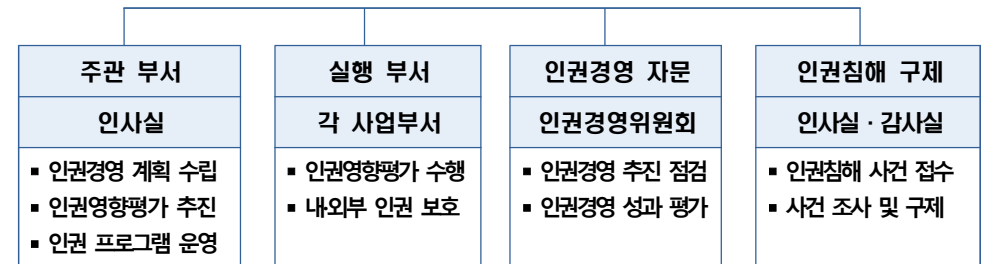 주관 부서
인사실
▪ 인권경영 계획 수립
▪ 인권영향평가 추진
▪ 인권 프로그램 운영
실행 부서
각 사업부서
▪ 인권영향평가 수행
▪ 내·외부 인권 보호
인권경영 자문
인권경영위원회
▪ 인권경영 추진 점검
▪ 인권경영 성과 평가
인권침해 구제
인사실 · 감사실
▪ 인권침해 사건 접수
▪ 사건 조사 및 구제